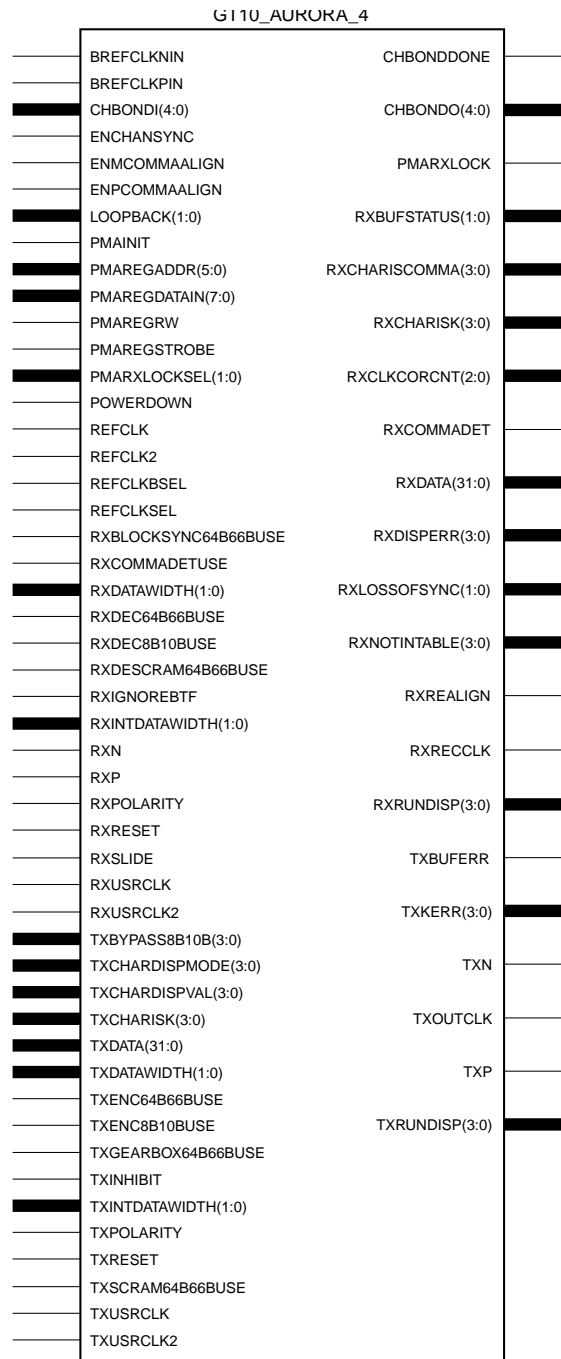 GT10_AURORA_4
BREFCLKNIN
BREFCLKPIN
CHBONDI(4:0)
ENCHANSYNC
ENMCOMMAALIGN
ENPCOMMAALIGN
LOOPBACK(1:0)
PMAINIT
PMAREGADDR(5:0)
PMAREGDATAIN(7:0)
PMAREGRW
PMAREGSTROBE
PMARXLOCKSEL(1:0)
POWERDOWN
REFCLK
REFCLK2
REFCLKBSEL
REFCLKSEL
RXBLOCKSYNC64B66BUSE
RXCOMMADETUSE
RXDATAWIDTH(1:0)
RXDEC64B66BUSE
RXDEC8B10BUSE
RXDESCRAM64B66BUSE
RXIGNOREBTF
RXINTDATAWIDTH(1:0)
RXN
RXP
RXPOLARITY
RXRESET
RXSLIDE
RXUSRCLK
RXUSRCLK2
TXBYPASS8B10B(3:0)
TXCHARDISPMODE(3:0)
TXCHARDISPVAL(3:0)
TXCHARISK(3:0)
TXDATA(31:0)
TXDATAWIDTH(1:0)
TXENC64B66BUSE
TXENC8B10BUSE
TXGEARBOX64B66BUSE
TXINHIBIT
TXINTDATAWIDTH(1:0)
TXPOLARITY
TXRESET
TXSCRAM64B66BUSE
TXUSRCLK
TXUSRCLK2
CHBONDDONE
CHBONDO(4:0)
PMARXLOCK
RXBUFSTATUS(1:0)
RXCHARISCOMMA(3:0)
RXCHARISK(3:0)
RXCLKCORCNT(2:0)
RXCOMMADET
RXDATA(31:0)
RXDISPERR(3:0)
RXLOSSOFSYNC(1:0)
RXNOTINTABLE(3:0)
RXREALIGN
RXRECCLK
RXRUNDISP(3:0)
TXBUFERR
TXKERR(3:0)
TXN
TXOUTCLK
TXP
TXRUNDISP(3:0)